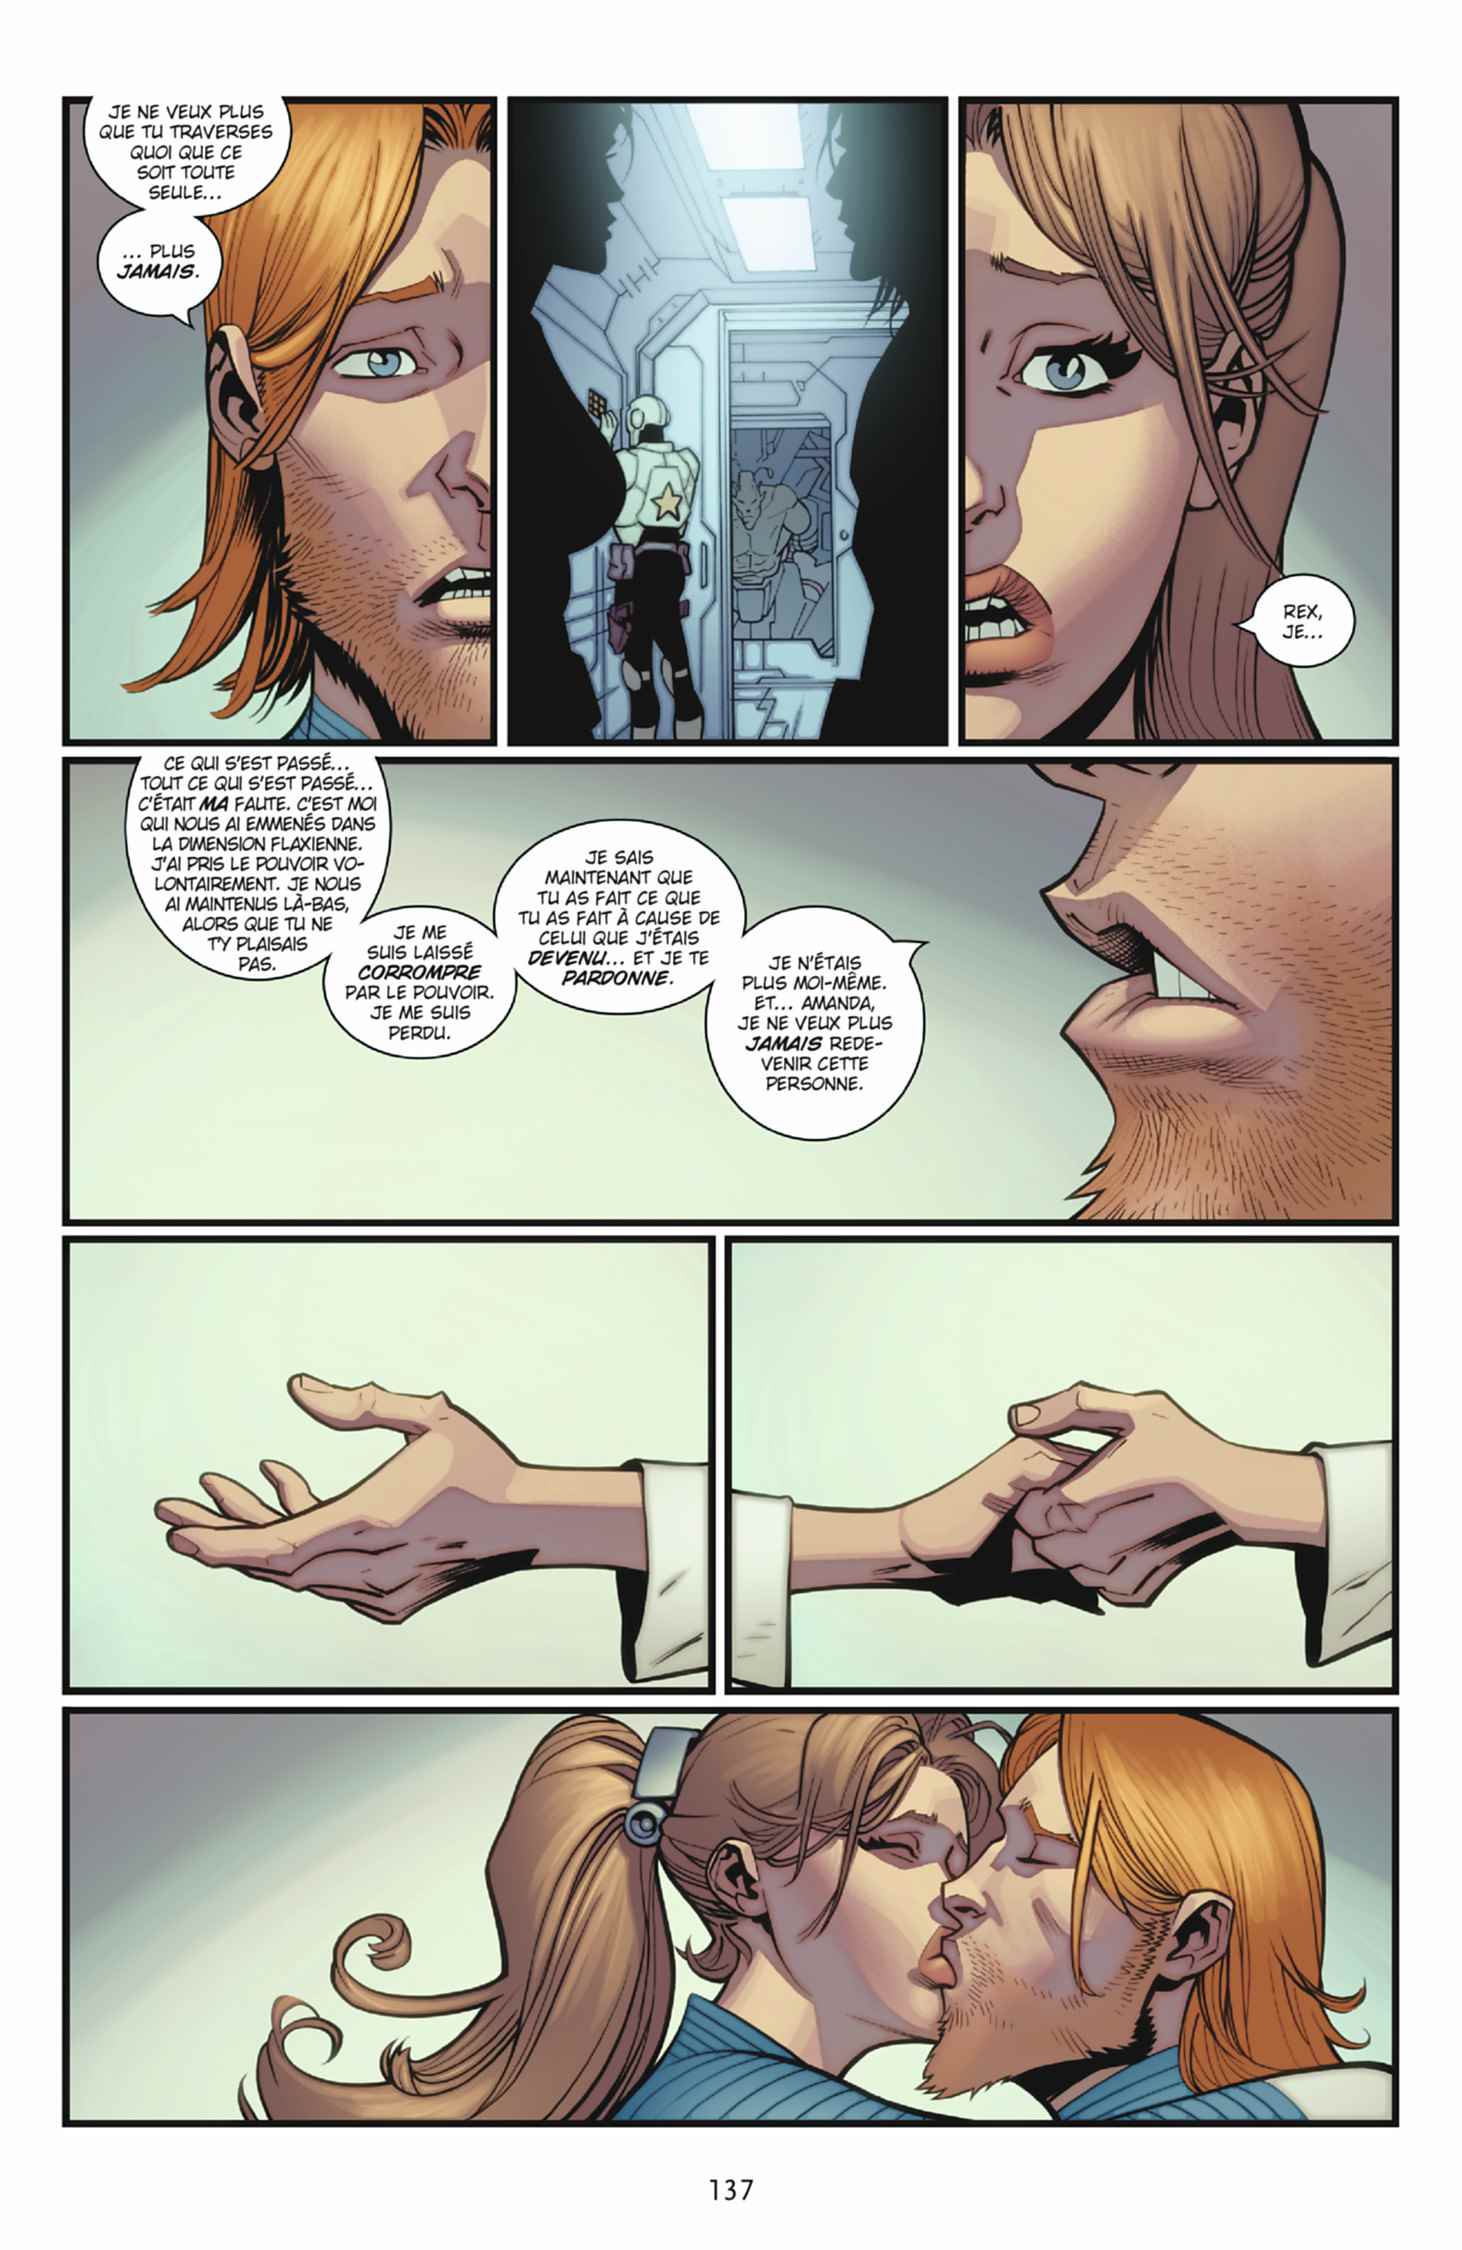 JE NE VEUX PLUS
QUE TU TRAVERSES
QUOI QUE CE
SOIT TOUTE
SEULE...
... PLUS
JAMAIS.
REX,
JE...
CE QUI S'EST PASSÉ...
TOUT CE QUI S'EST PASSÉ...
C'ÉTAIT MA FAUTE. C'EST MOI
QUI NOUS AI EMMENÉS DANS
LA DIMENSION FLAXIENNE.
J'AI PRIS LE POUVOIR VO-
LONTAIREMENT. JE NOUS
AI MAINTENUS LÀ-BAS,
ALORS QUE TU NE
T'Y PLAISAIS
PAS.
JE ME
SUIS LAISSÉ
CORROMPRE
PAR LE POUVOIR.
JE ME SUIS
PERDU.
JE SAIS
MAINTENANT QUE
TU AS FAIT CE QUE
TU AS FAIT À CAUSE DE
CELUI QUE J'ÉTAIS
DEVENU... ET JE TE
PARDONNE.
JE N'ÉTAIS
PLUS MOI-MÊME.
ET... AMANDA,
JE NE VEUX PLUS
JAMAIS REDE-
VENIR CETTE
PERSONNE.
137